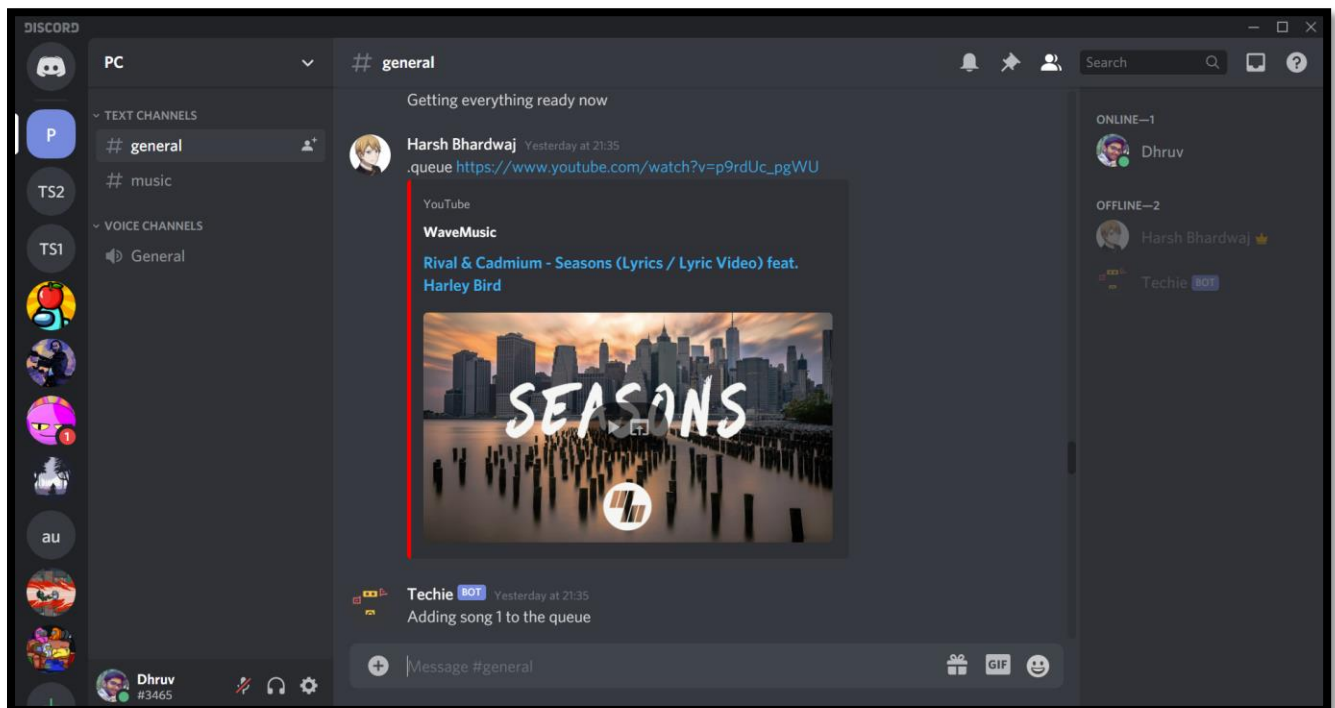 DISCORD
PC
# general
Search
TEXT CHANNELS
# general
# music
VOICE CHANNELS
General
P
TS2
TS1
1
au
Getting everything ready now
Harsh Bhardwaj Yesterday at 21:35
.queue https://www.youtube.com/watch?v=p9rdUc_pgWU
YouTube
WaveMusic
Rival & Cadmium - Seasons (Lyrics / Lyric Video) feat.
Harley Bird
SEASONS
Techie BOT Yesterday at 21:35
Adding song 1 to the queue
Message #general
GIF
ONLINE—1
Dhruv
OFFLINE—2
Harsh Bhardwaj
Techie BOT
Dhruv
#3465